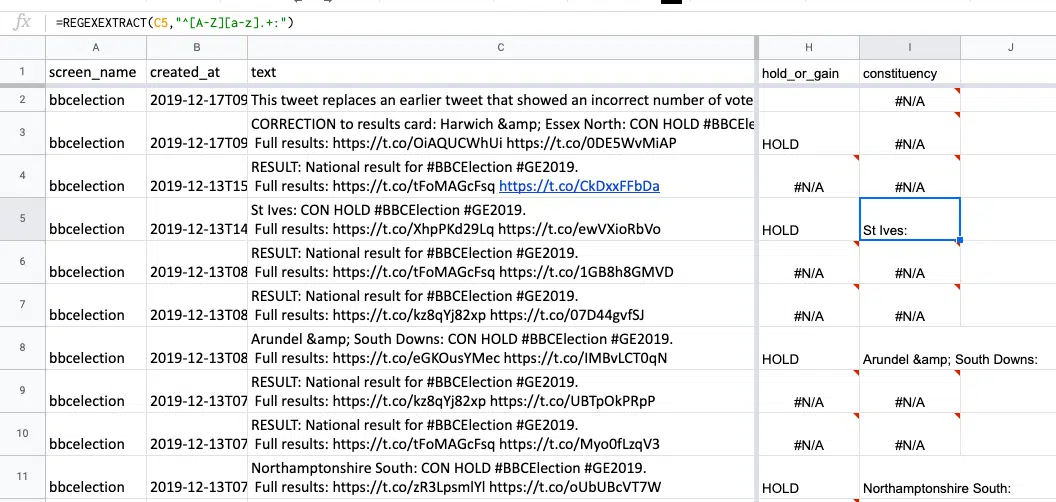 fx =REGEXEXTRACT(C5,"^[A-Z][a-z].+:")
A B C H I J
1 screen_name created_at text hold_or_gain constituency
2 bbcelection 2019-12-17T09 This tweet replaces an earlier tweet that showed an incorrect number of vote #N/A
CORRECTION to results card: Harwich &amp; Essex North: CON HOLD #BBCEle
3 bbcelection 2019-12-17T09 Full results: https://t.co/OiAQUCWhUi https://t.co/0DE5WvMiAP HOLD #N/A
RESULT: National result for #BBCElection #GE2019.
4 bbcelection 2019-12-13T15 Full results: https://t.co/tFoMAGcFsq https://t.co/CkDxxFFbDa #N/A #N/A
St Ives: CON HOLD #BBCElection #GE2019.
5 bbcelection 2019-12-13T14 Full results: https://t.co/XhpPKd29Lq https://t.co/ewVXioRbVo HOLD St Ives:
RESULT: National result for #BBCElection #GE2019.
6 bbcelection 2019-12-13T08 Full results: https://t.co/tFoMAGcFsq https://t.co/1GB8h8GMVD #N/A #N/A
RESULT: National result for #BBCElection #GE2019.
7 bbcelection 2019-12-13T08 Full results: https://t.co/kz8qYj82xp https://t.co/07D44gvfSJ #N/A #N/A
Arundel &amp; South Downs: CON HOLD #BBCElection #GE2019.
8 bbcelection 2019-12-13T08 Full results: https://t.co/eGKOusYMec https://t.co/IMBvLCT0qN HOLD Arundel &amp; South Downs:
RESULT: National result for #BBCElection #GE2019.
9 bbcelection 2019-12-13T07 Full results: https://t.co/kz8qYj82xp https://t.co/UBTpOkPRpP #N/A #N/A
RESULT: National result for #BBCElection #GE2019.
10 bbcelection 2019-12-13T07 Full results: https://t.co/tFoMAGcFsq https://t.co/Myo0fLzqV3 #N/A #N/A
Northamptonshire South: CON HOLD #BBCElection #GE2019.
11 bbcelection 2019-12-13T07 Full results: https://t.co/zR3LpsmlYl https://t.co/oUbUBcVT7W HOLD Northamptonshire South: